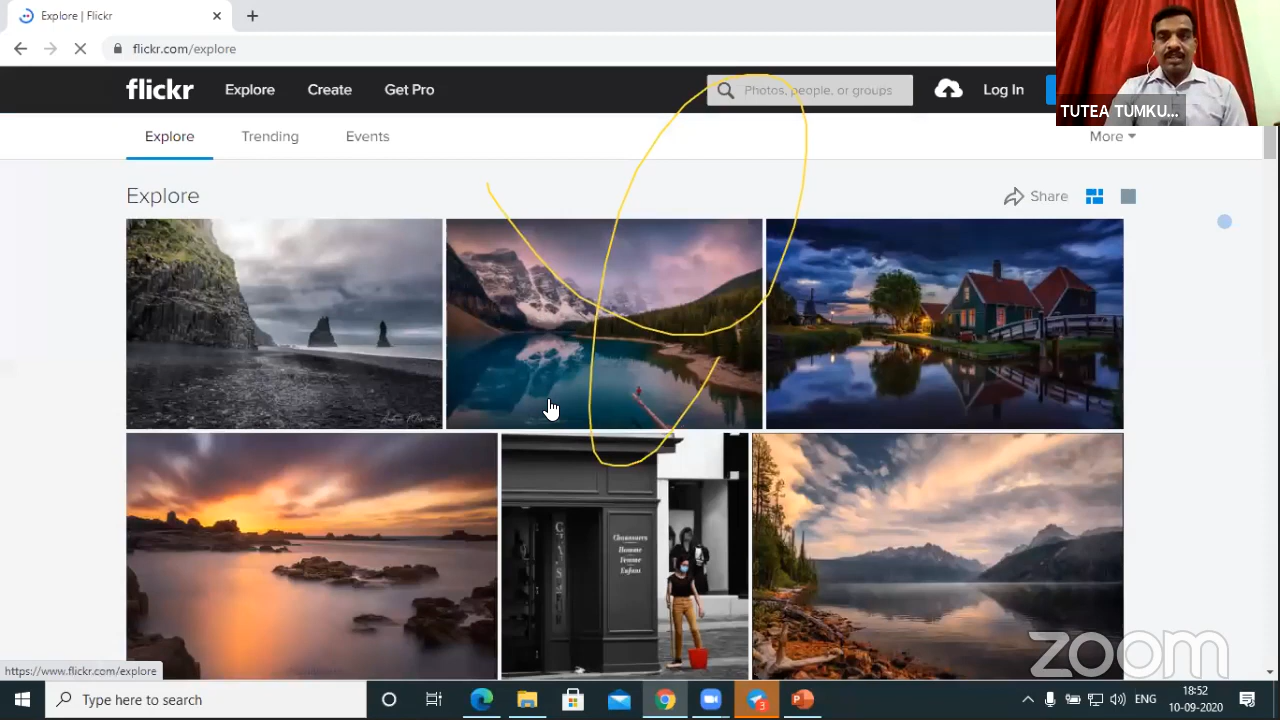 Explore | Flickr
flickr.com/explore
flickr
Explore
Create
Get Pro
Photos, people, or groups
Log In
TUTEA TUMKU...
Explore
Trending
Events
More
Explore
Share
Chaussures
Homme
Femme
Enfant
zoom
https://www.flickr.com/explore
Type here to search
3
ENG
18:52
10-09-2020